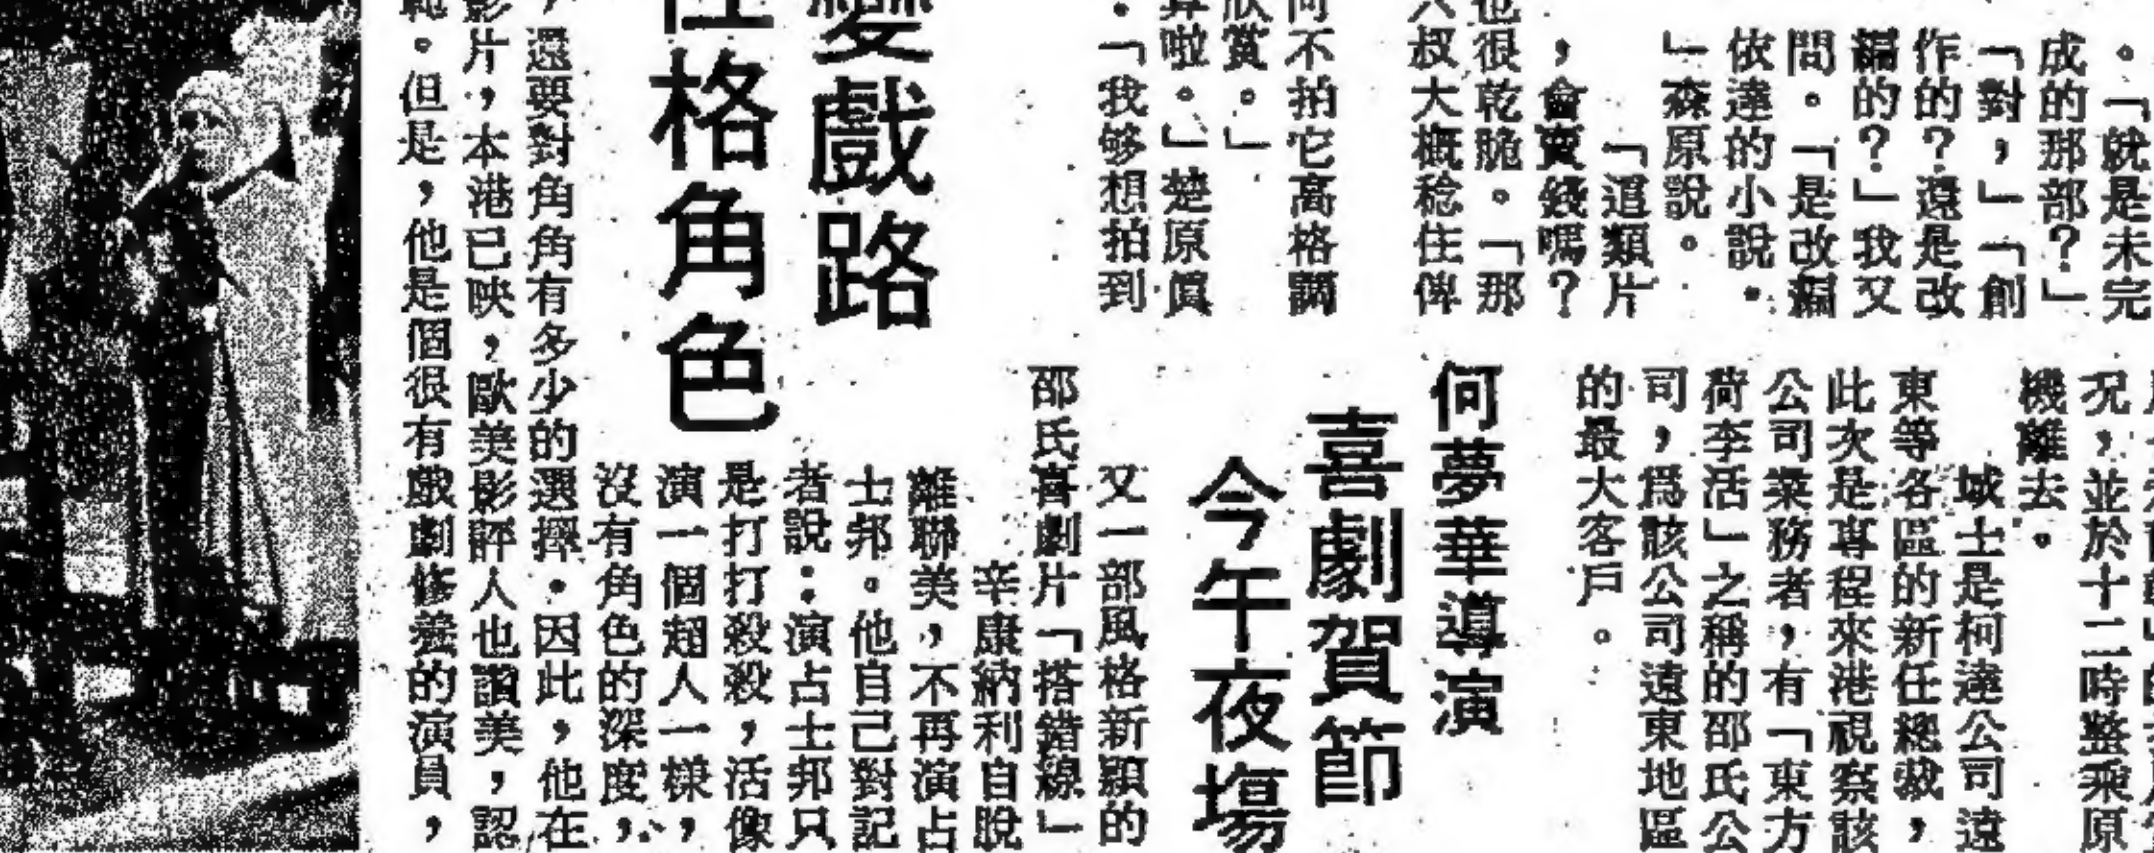 。「就是未完
成的那部？」
「對，」「創
作的？還是改
編的？」我又
問。「是改編
依達的小說。
」森原說。
「這類片
，會賣錢嗎？
也很乾脆。「那
叔大概稔住俾
何不拍它高格調
欣賞。」
算啦。」楚原眞
。「我够想拍到
况，並於十二時整乘原
機離去。
城士是柯達公司遠
東等各區的新任總裁，
此次是專程來港視察該
公司業務者，有「東方
荷李活」之稱的邵氏公
司，爲該公司遠東地區
的最大客戶。
何夢華導演
喜劇賀節
今午夜場
又一部風格新穎的
邵氏喜劇片「搭錯線」
變戲路
性格角色
辛康納利自脫
離聯美，不再演占
士邦。他自己對記
者說：演占士邦只
是打打殺殺，活像
演一個超人一樣，
沒有角色的深度，
，還要對角角有多少的選擇。因此，他在
影片，本港已映，歐美影評人也讚美，認
範。但是，他是個很有戲劇修養的演員，